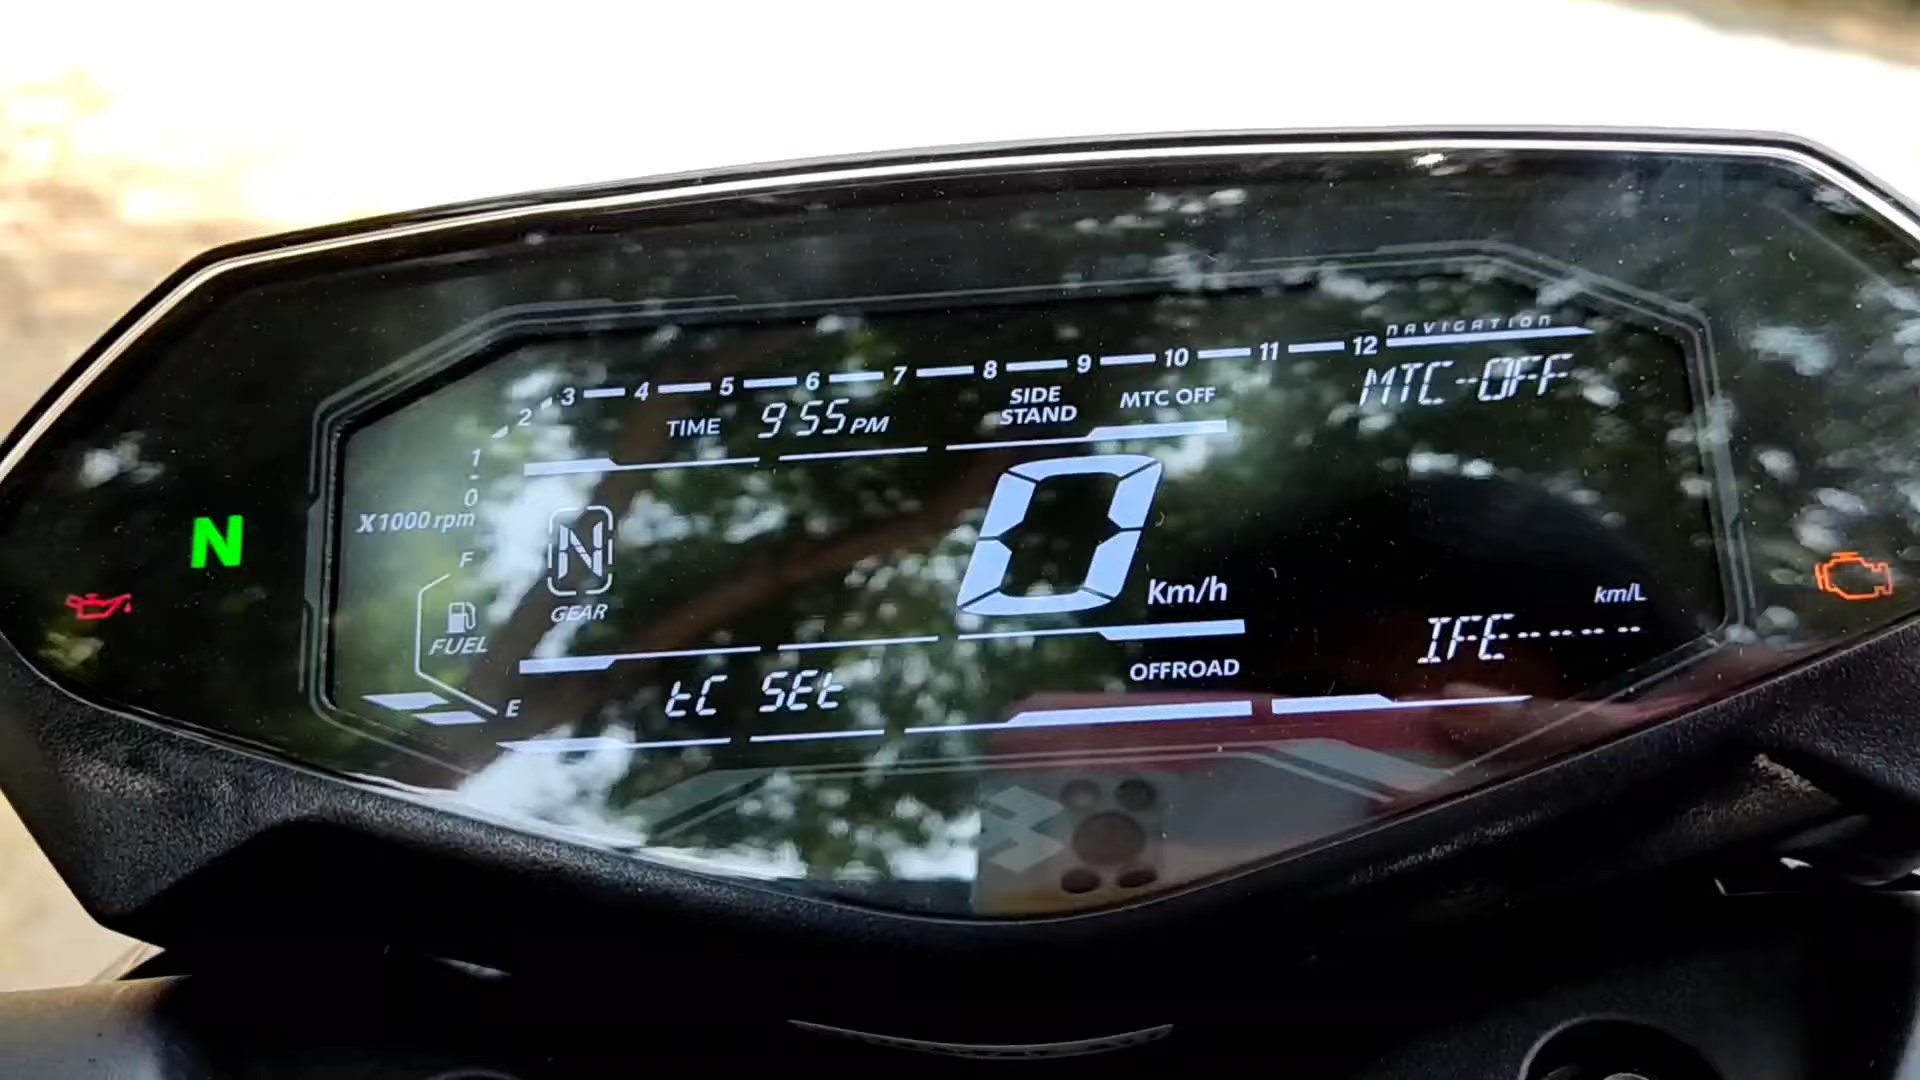 NAVIGATION
2 3 4 5 6 7 8 9 10 11 12
MTC-OFF
TIME 9 55 PM
SIDE
STAND
MTC OFF
1
0
X1000 rpm
N
N
GEAR
0 Km/h
F
FUEL
E
km/L
IFE-----
tC SEt
OFFROAD